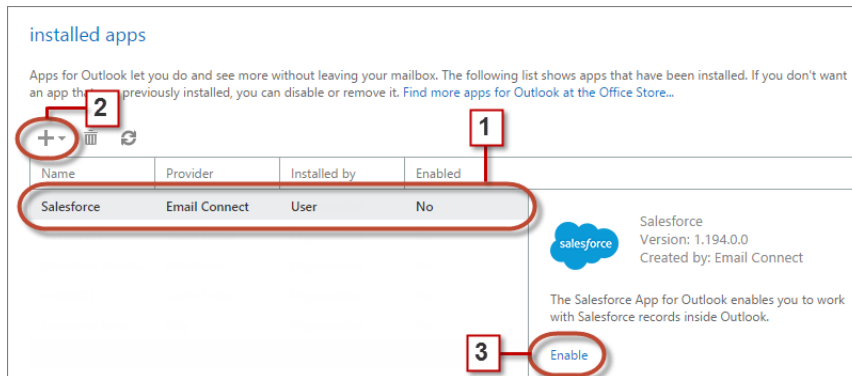 installed apps
Apps for Outlook let you do and see more without leaving your mailbox. The following list shows apps that have been installed. If you don't want
an app that previously installed, you can disable or remove it. Find more apps for Outlook at the Office Store...
2
1
Name Provider Installed by Enabled
Salesforce Email Connect User No
salesforce
Salesforce
Version: 1.194.0.0
Created by: Email Connect
The Salesforce App for Outlook enables you to work
with Salesforce records inside Outlook.
3
Enable